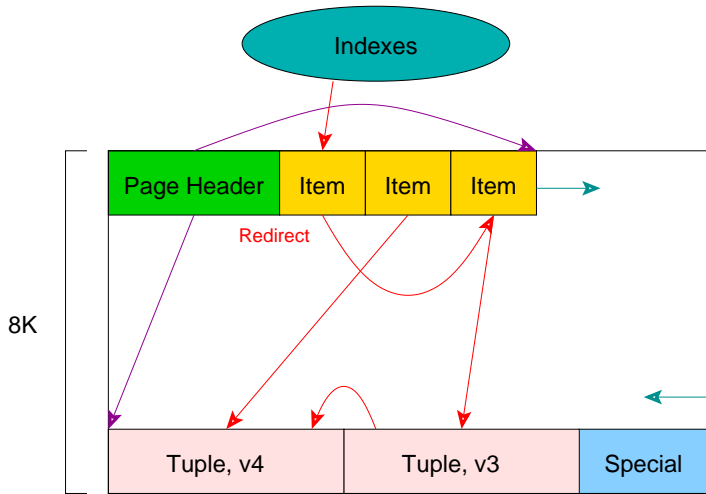 Indexes
Page Header Item Item Item
Redirect
8K
Tuple, v4 Tuple, v3 Special